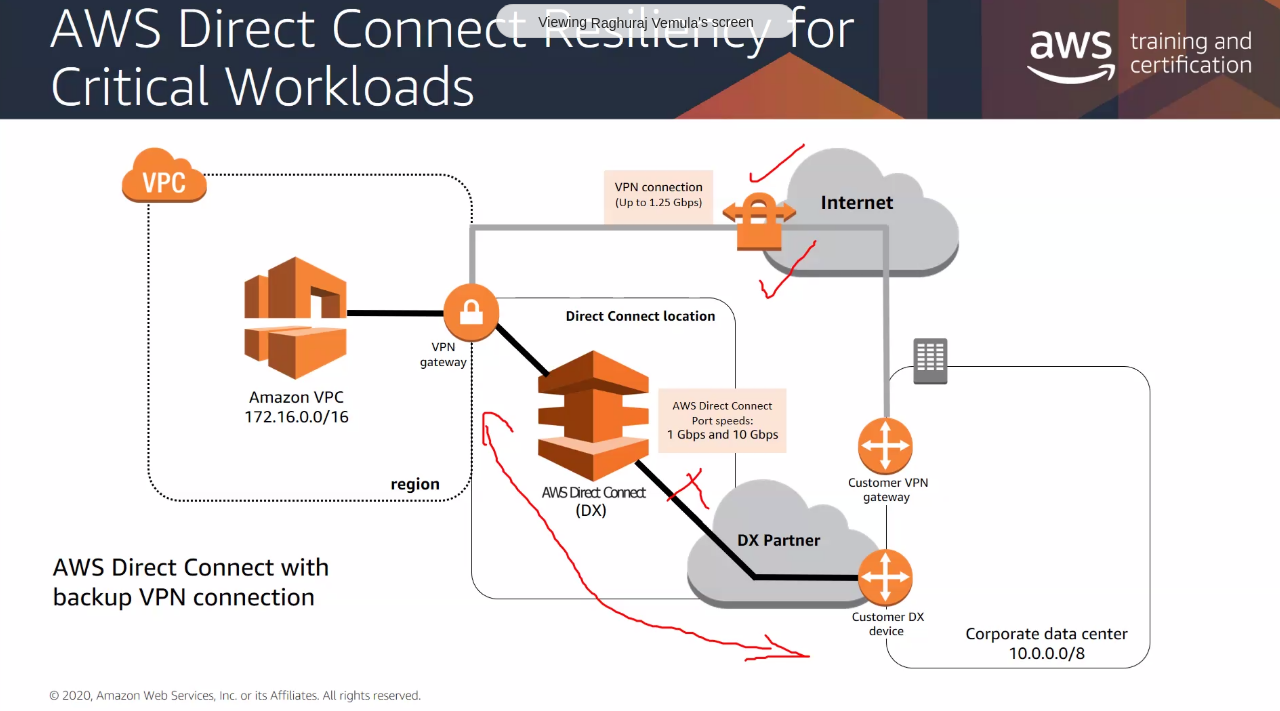 Viewing Raghuraj Vemula's screen
AWS Direct Connect Resiliency for
Critical Workloads
aws training and
certification
VPC
VPN connection
(Up to 1.25 Gbps)
Internet
Direct Connect location
VPN
gateway
Amazon VPC
172.16.0.0/16
AWS Direct Connect
Port speeds:
1 Gbps and 10 Gbps
region
AWS Direct Connect
(DX)
Customer VPN
gateway
DX Partner
AWS Direct Connect with
backup VPN connection
Customer DX
device
Corporate data center
10.0.0.0/8
© 2020, Amazon Web Services, Inc. or its Affiliates. All rights reserved.